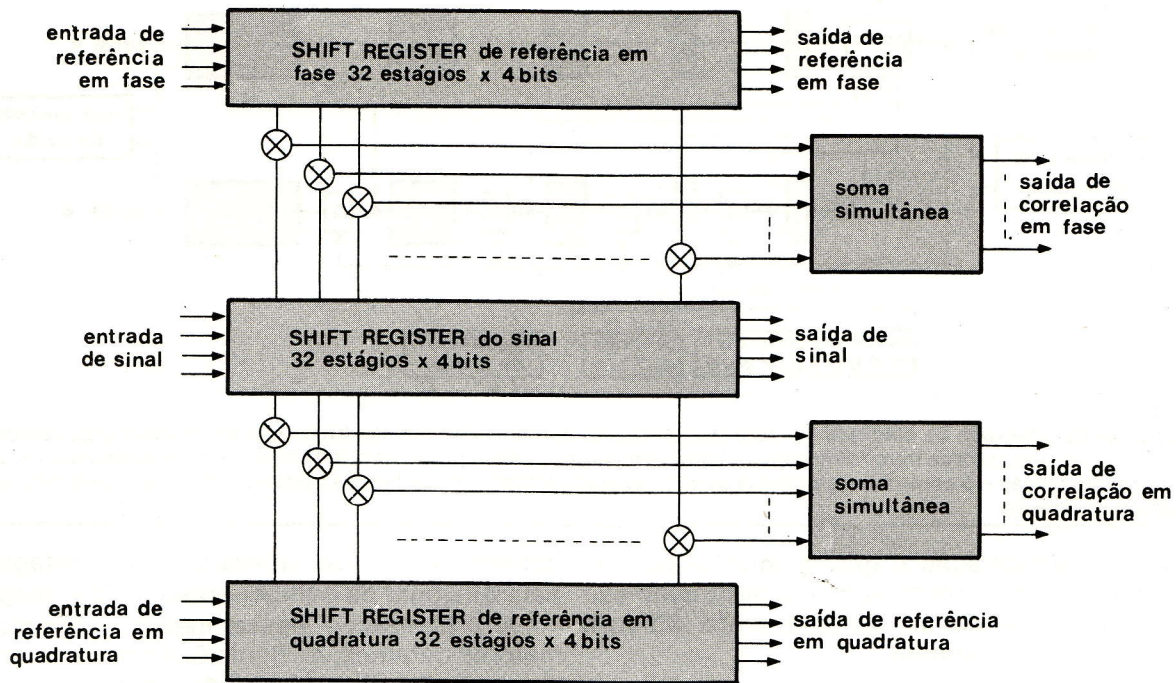 entrada de
referência
em fase
SHIFT REGISTER de referência em
fase 32 estágios x 4 bits
saída de
referência
em fase
soma
simultânea
saída de
correlação
em fase
entrada
de sinal
SHIFT REGISTER do sinal
32 estágios x 4 bits
saída de
sinal
soma
simultânea
saída de
correlação em
quadratura
entrada de
referência em
quadratura
SHIFT REGISTER de referência em
quadratura 32 estágios x 4 bits
saída de referência
em quadratura